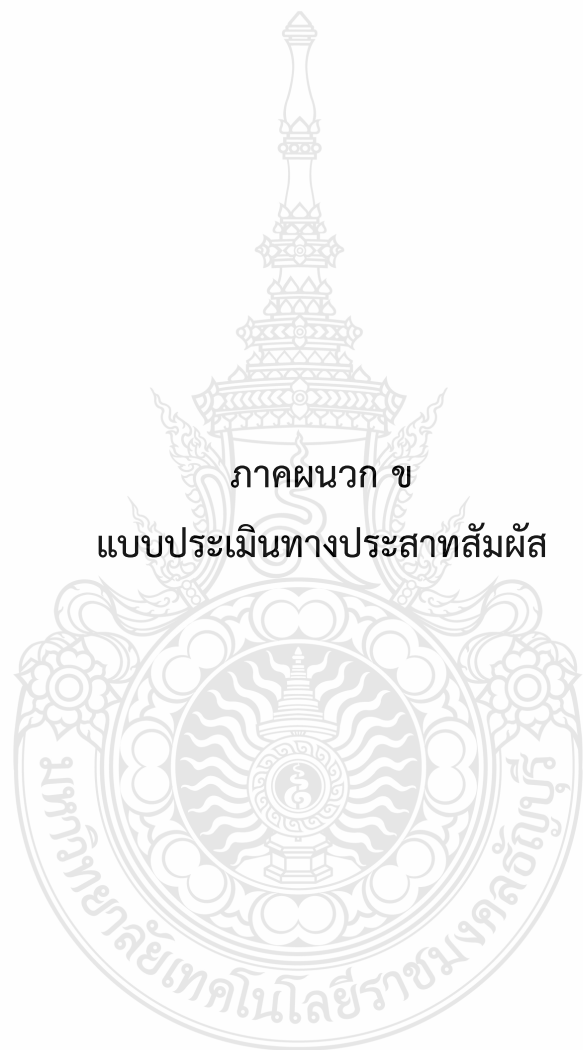 ภาคผนวก ข
แบบประเมินทางประสาทสัมผัส
มหาวิทยาลัยเทคโนโลยีราชมงคลธัญบุรี